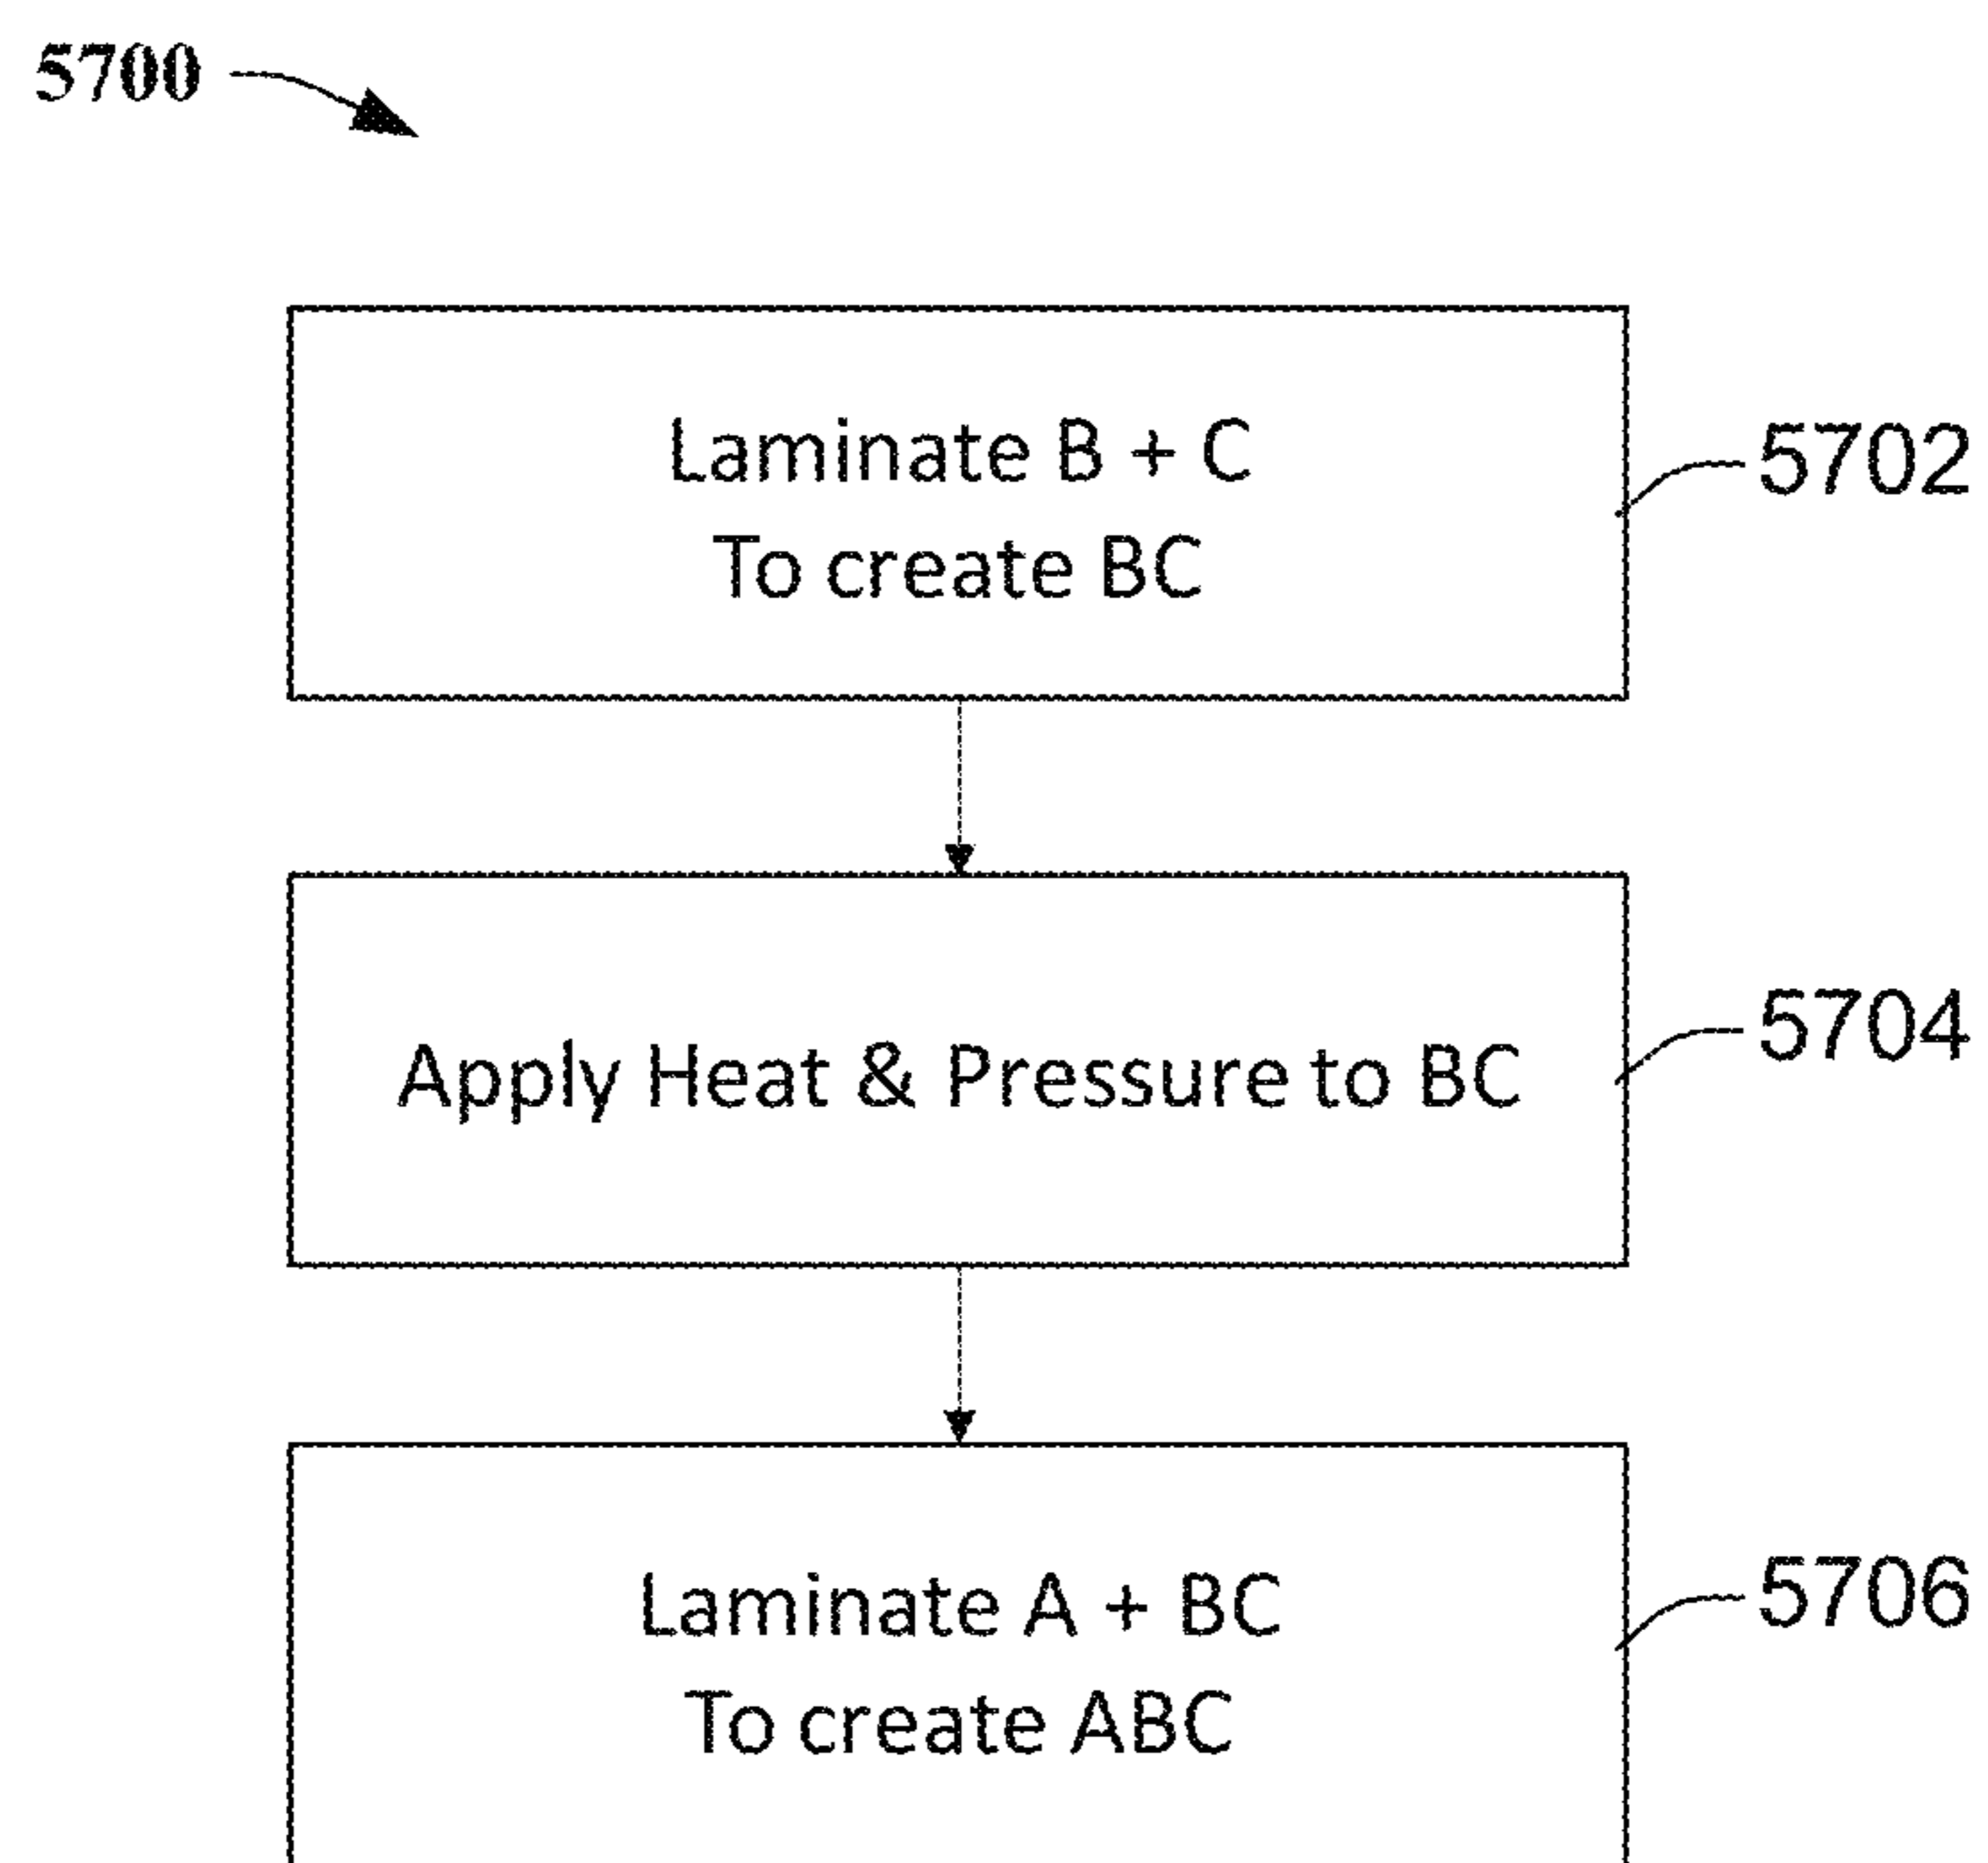 5700
Laminate B + C
To create BC
5702
Apply Heat & Pressure to BC
5704
Laminate A + BC
To create ABC
5706